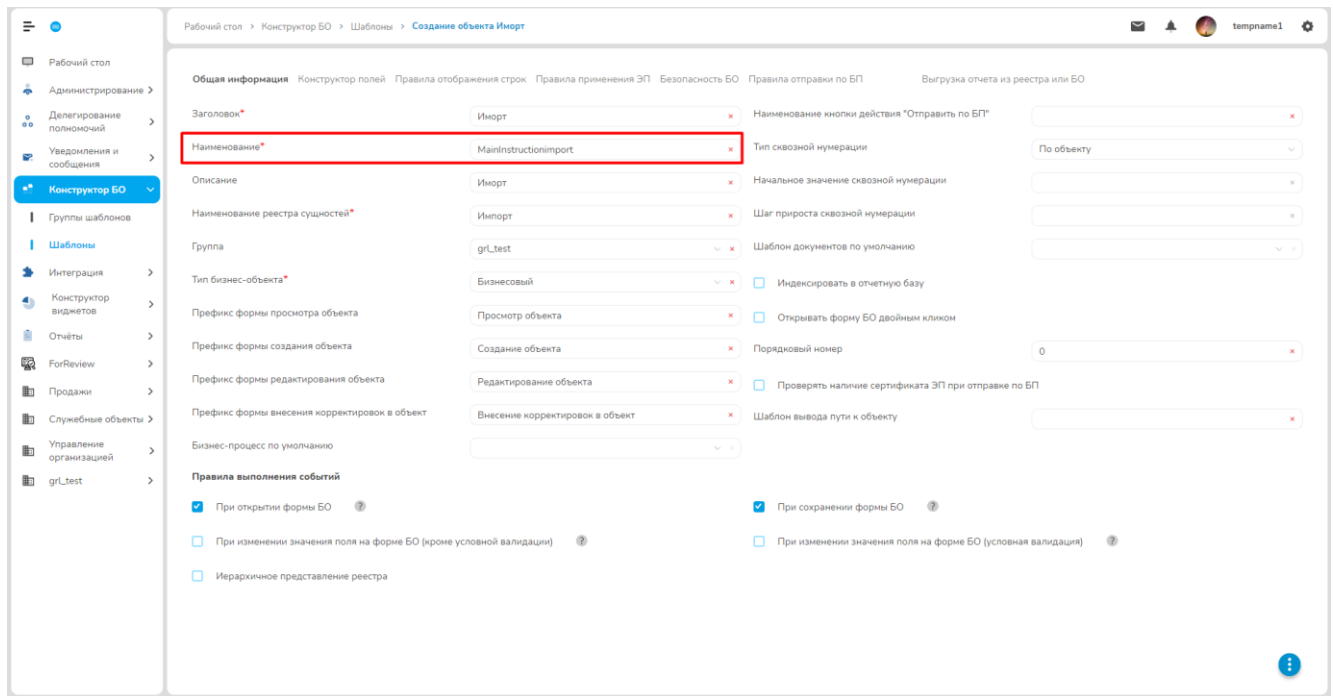 Рабочий стол > Конструктор БО > Шаблоны > Создание объекта Иморт
tempname1
Рабочий стол
Администрирование
Делегирование
полномочий
Уведомления и
сообщения
Конструктор БО
Группы шаблонов
Шаблоны
Интеграция
Конструктор
виджетов
Отчёты
ForReview
Продажи
Служебные объекты
Управление
организацией
grl_test
Общая информация Конструктор полей Правила отображения строк Правила применения ЭП Безопасность БО Правила отправки по БП Выгрузка отчета из реестра или БО
Заголовок* Иморт
Наименование* MainInstructionimport
Описание Иморт
Наименование реестра сущностей* Импорт
Группа grl_test
Тип бизнес-объекта* Бизнесовый
Префикс формы просмотра объекта Просмотр объекта
Префикс формы создания объекта Создание объекта
Префикс формы редактирования объекта Редактирование объекта
Префикс формы внесения корректировок в объект Внесение корректировок в объект
Бизнес-процесс по умолчанию
Наименование кнопки действия "Отправить по БП"
Тип сквозной нумерации По объекту
Начальное значение сквозной нумерации
Шаг прироста сквозной нумерации
Шаблон документов по умолчанию
Индексировать в отчетную базу
Открывать форму БО двойным кликом
Порядковый номер 0
Проверять наличие сертификата ЭП при отправке по БП
Шаблон вывода пути к объекту
Правила выполнения событий
При открытии формы БО ?
При сохранении формы БО ?
При изменении значения поля на форме БО (кроме условной валидации) ?
При изменении значения поля на форме БО (условная валидация) ?
Иерархичное представление реестра